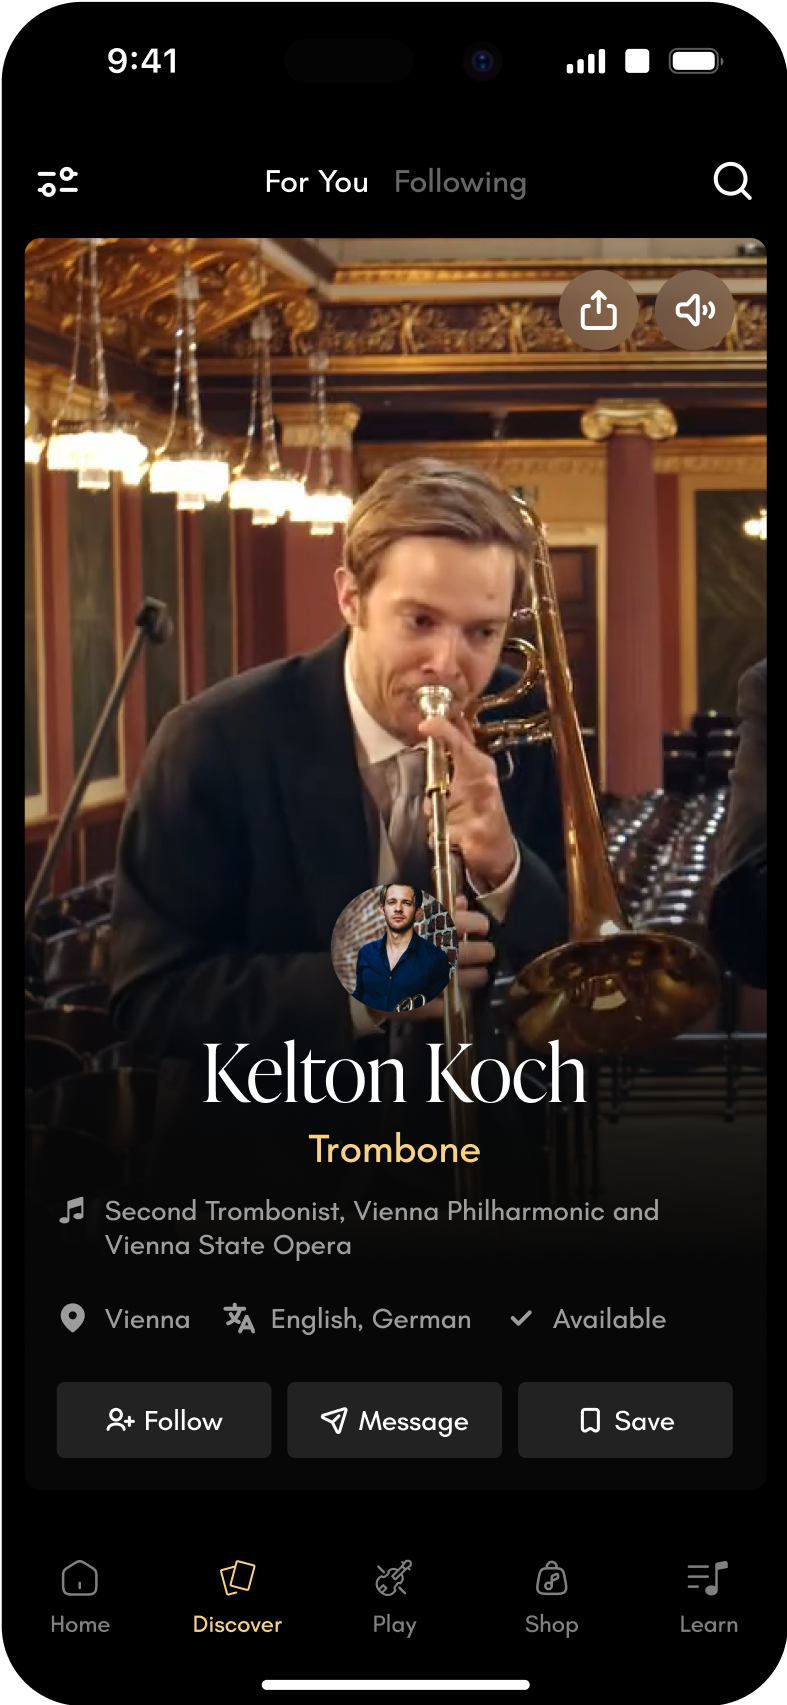 9:41
For You Following
Kelton Koch
Trombone
Second Trombonist, Vienna Philharmonic and
Vienna State Opera
Vienna English, German Available
Follow Message Save
Home Discover Play Shop Learn